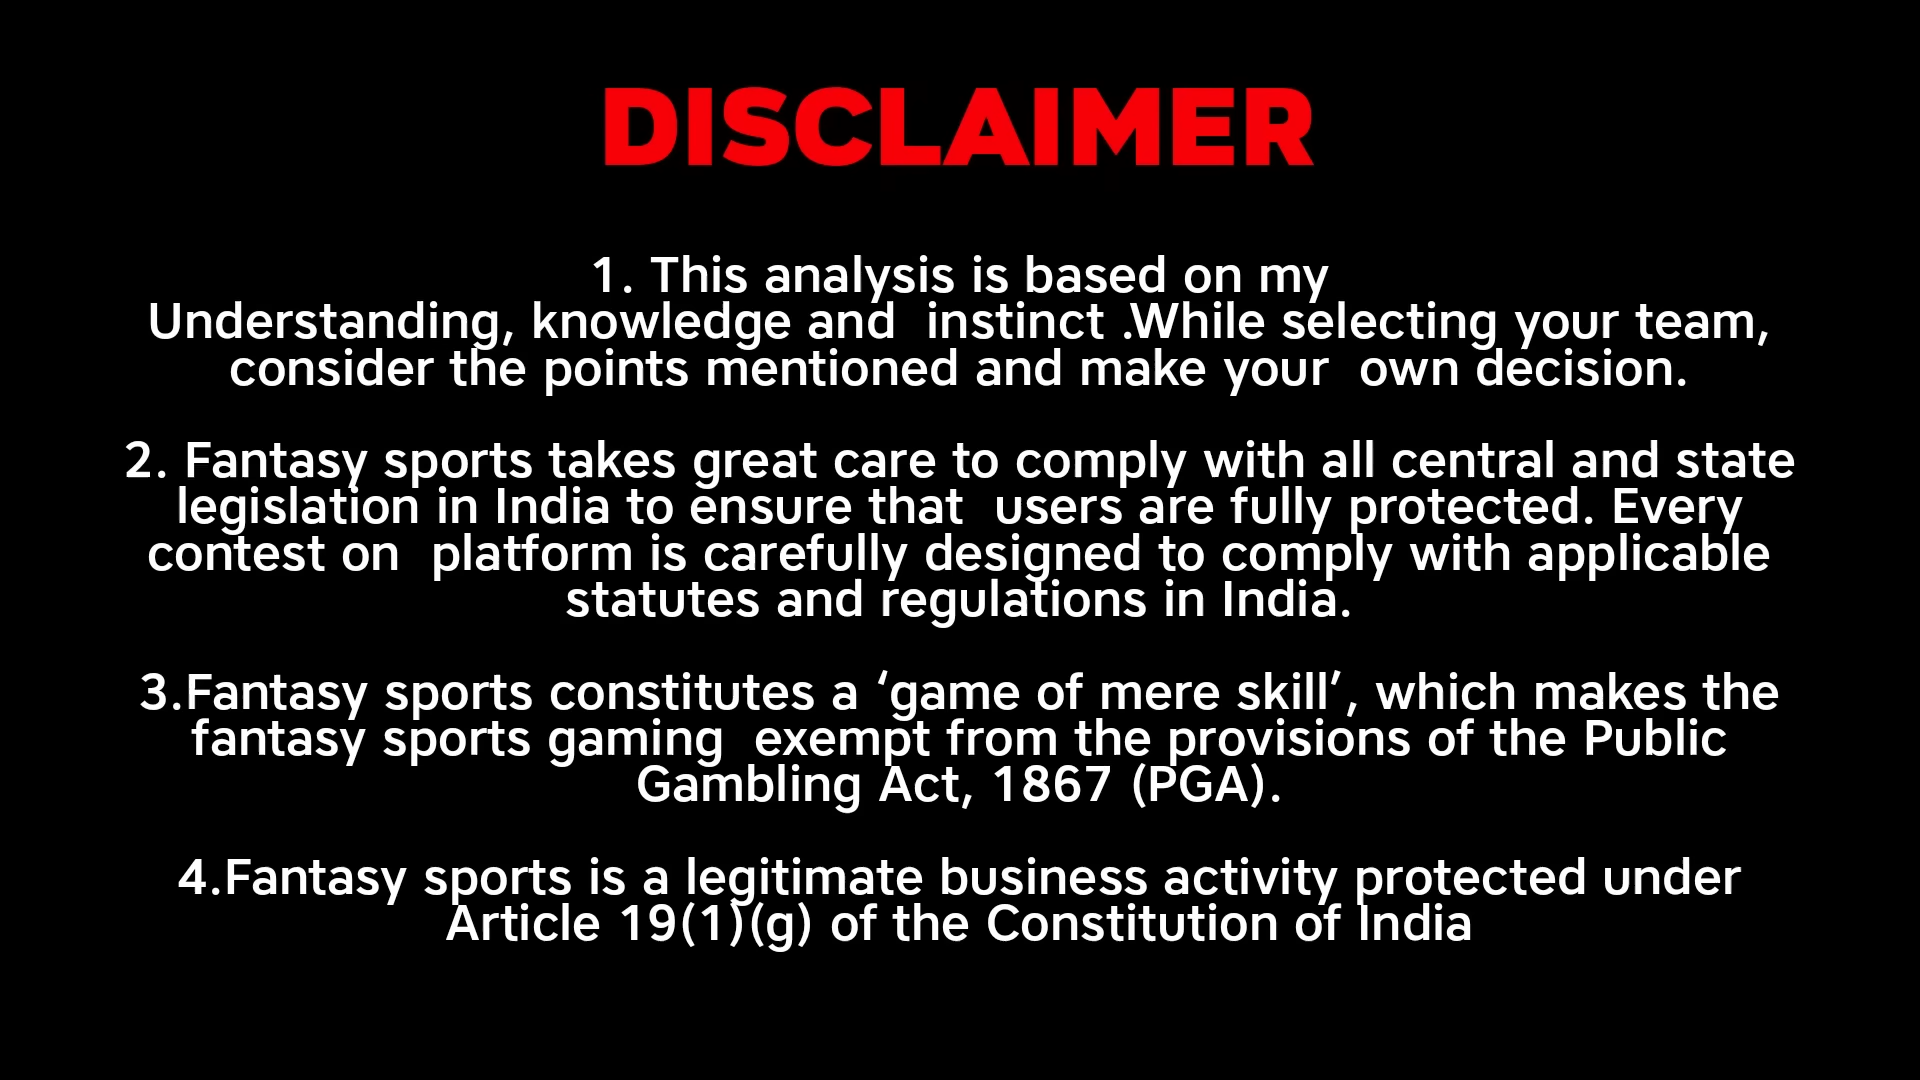 DISCLAIMER
1. This analysis is based on my
Understanding, knowledge and  instinct .While selecting your team,
consider the points mentioned and make your  own decision.
2. Fantasy sports takes great care to comply with all central and state
legislation in India to ensure that  users are fully protected. Every
contest on  platform is carefully designed to comply with applicable
statutes and regulations in India.
3.Fantasy sports constitutes a ‘game of mere skill’, which makes the
fantasy sports gaming  exempt from the provisions of the Public
Gambling Act, 1867 (PGA).
4.Fantasy sports is a legitimate business activity protected under
Article 19(1)(g) of the Constitution of India